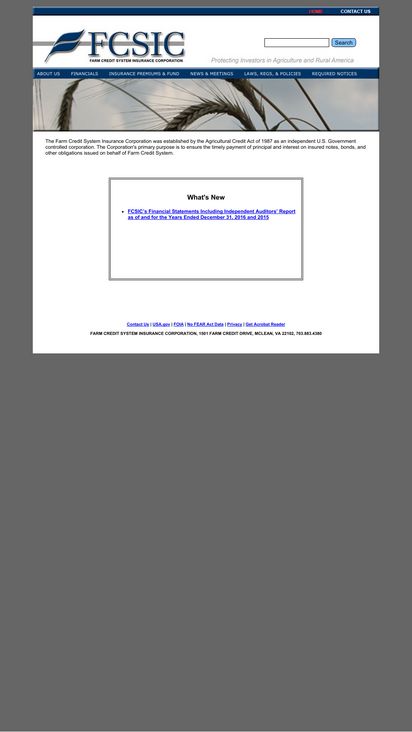 HOME CONTACT US
FCSIC
FARM CREDIT SYSTEM INSURANCE CORPORATION
Search
Protecting Investors in Agriculture and Rural America
ABOUT US FINANCIALS INSURANCE PREMIUMS & FUND NEWS & MEETINGS LAWS, REGS, & POLICIES REQUIRED NOTICES
The Farm Credit System Insurance Corporation was established by the Agricultural Credit Act of 1987 as an independent U.S. Government
controlled corporation. The Corporation's primary purpose is to ensure the timely payment of principal and interest on insured notes, bonds, and
other obligations issued on behalf of Farm Credit System.
What's New
• FCSIC's Financial Statements Including Independent Auditors' Report
as of and for the Years Ended December 31, 2016 and 2015
Contact Us | USA.gov | FOIA | No FEAR Act Data | Privacy | Get Acrobat Reader
FARM CREDIT SYSTEM INSURANCE CORPORATION, 1501 FARM CREDIT DRIVE, MCLEAN, VA 22102, 703.883.4380